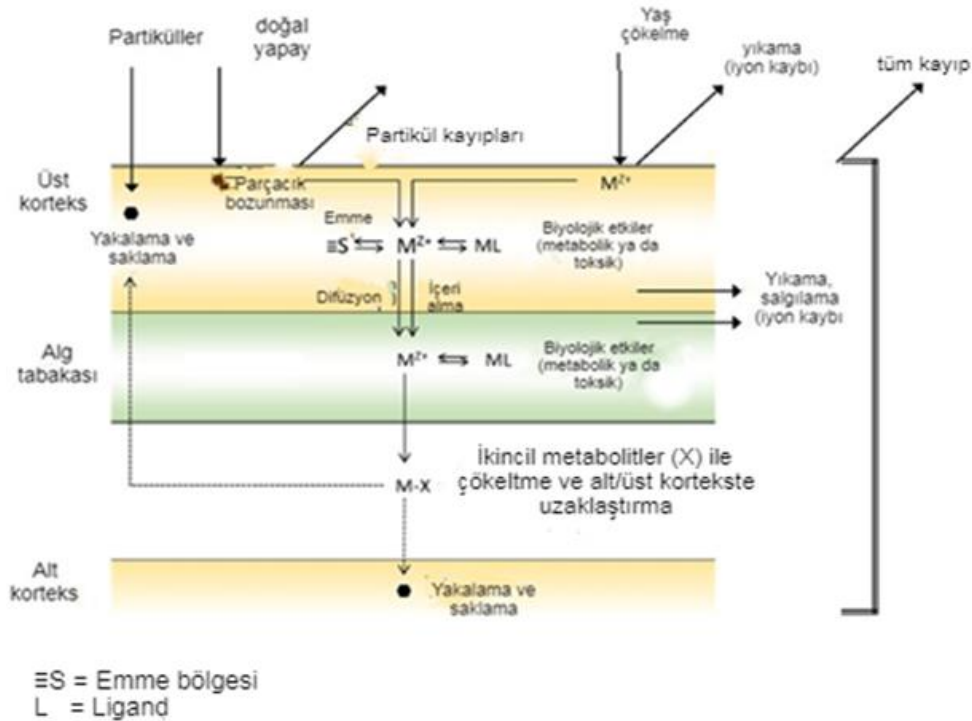 Partiküller
doğal
yapay
Yaş
çökelme
yıkama
(iyon kaybı)
tüm kayıp
Partikül kayıpları
Üst
korteks
Parçacık
bozunması
M²⁺
Yakalama ve
saklama
Emme
≡S ⇌ M²⁺ ⇌ ML
Biyolojik etkiler
(metabolik ya da
toksik)
Difüzyon
İçeri
alma
Yıkama,
salgılama
(iyon kaybı
Alg
tabakası
M²⁺ ⇌ ML
Biyolojik etkiler
(metabolik ya da
toksik)
M-X
İkincil metabolitler (X) ile
çökeltme ve alt/üst kortekste
uzaklaştırma
Alt
korteks
Yakalama ve
saklama
≡S = Emme bölgesi
L = Ligand